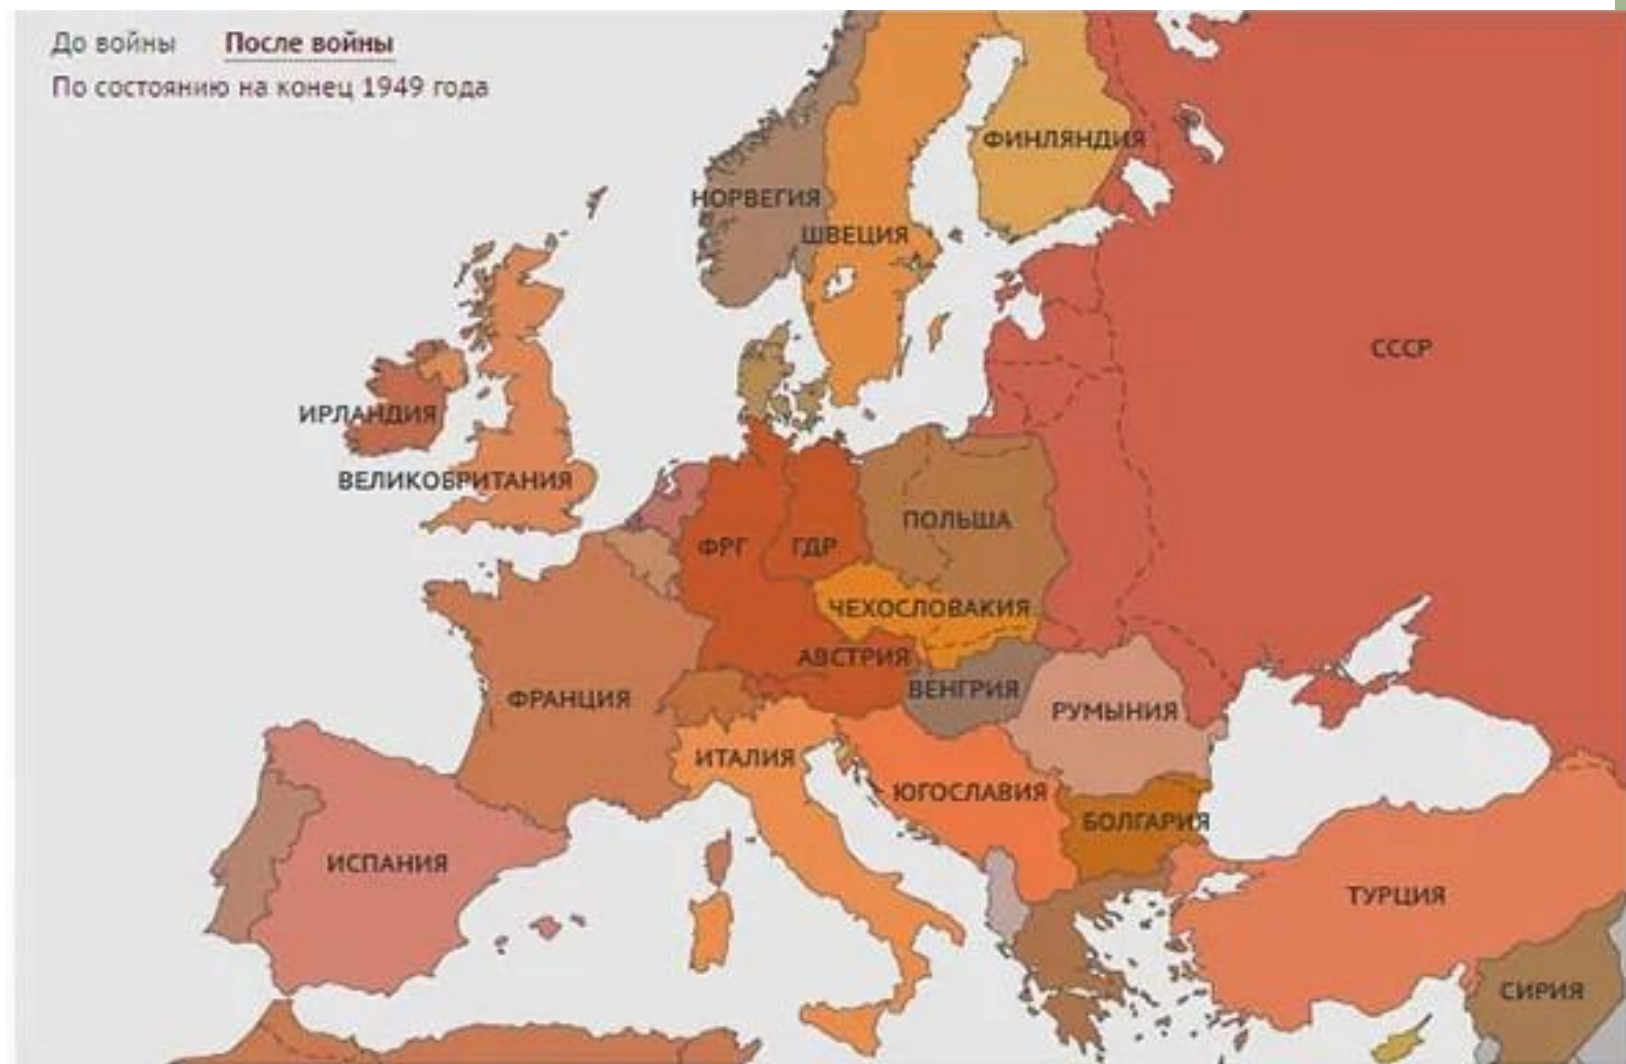 До войны После войны
По состоянию на конец 1949 года
ФИНЛЯНДИЯ
НОРВЕГИЯ
ШВЕЦИЯ
СССР
ИРЛАНДИЯ
ВЕЛИКОБРИТАНИЯ
ПОЛЬША
ФРГ
ГДР
ЧЕХОСЛОВАКИЯ
АВСТРИЯ
ВЕНГРИЯ
ФРАНЦИЯ
РУМЫНИЯ
ИТАЛИЯ
ЮГОСЛАВИЯ
БОЛГАРИЯ
ИСПАНИЯ
ТУРЦИЯ
СИРИЯ